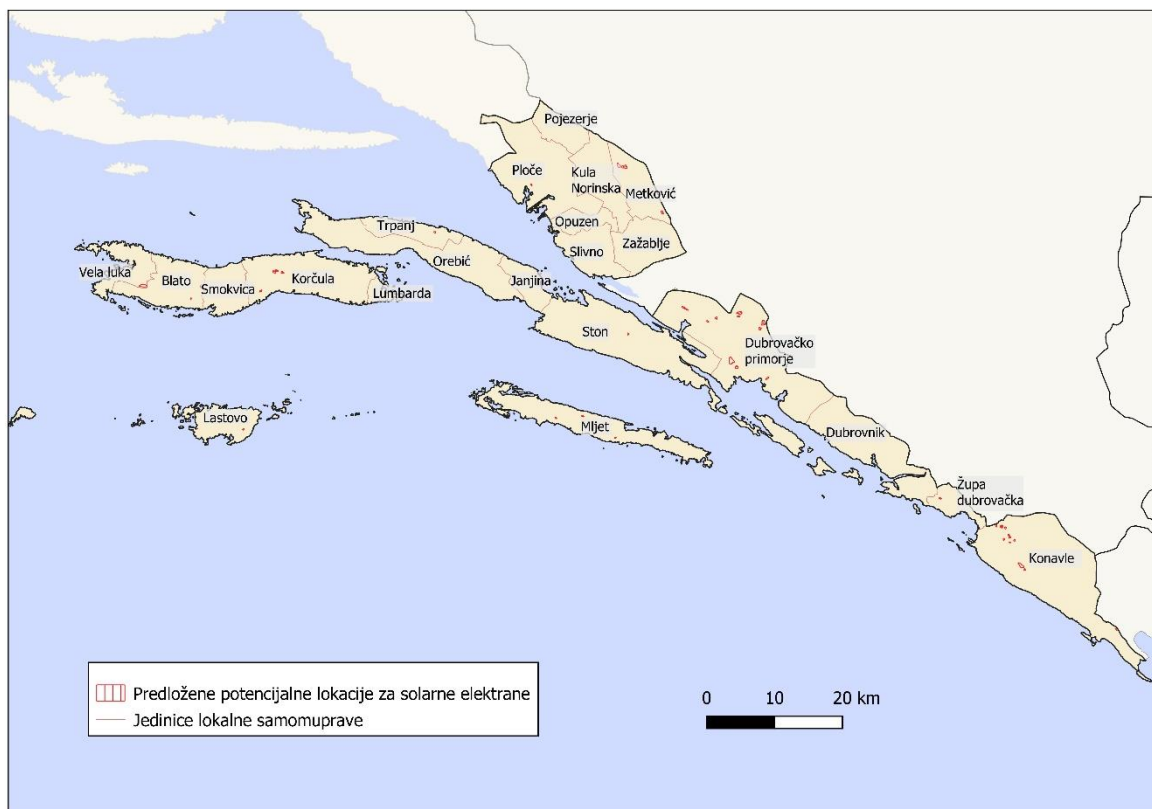 Pojezerje
Ploče
Kula
Norinska
Metković
Opuzen
Slivno
Zažablje
Trpanj
Orebić
Janjina
Vela luka
Blato
Smokvica
Korčula
Lumbarda
Ston
Dubrovačko
primorje
Lastovo
Mljet
Dubrovnik
Župa
dubrovačka
Konavle
Predložene potencijalne lokacije za solarne elektrane
Jedinice lokalne samomuprave
0 10 20 km